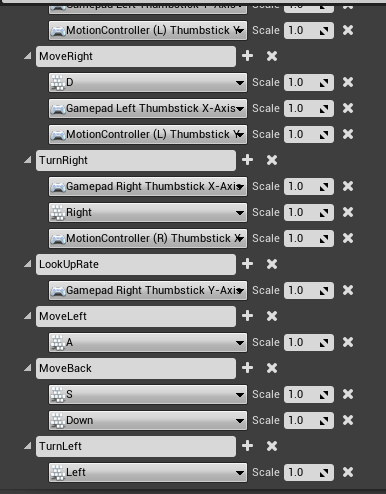 Gamepad Left Thumbstick Y-Axis Scale 1.0
MotionController (L) Thumbstick Y Scale 1.0
MoveRight
D Scale 1.0
Gamepad Left Thumbstick X-Axis Scale 1.0
MotionController (L) Thumbstick Y Scale 1.0
TurnRight
Gamepad Right Thumbstick X-Axis Scale 1.0
Right Scale 1.0
MotionController (R) Thumbstick X Scale 1.0
LookUpRate
Gamepad Right Thumbstick Y-Axis Scale 1.0
MoveLeft
A Scale 1.0
MoveBack
S Scale 1.0
Down Scale 1.0
TurnLeft
Left Scale 1.0